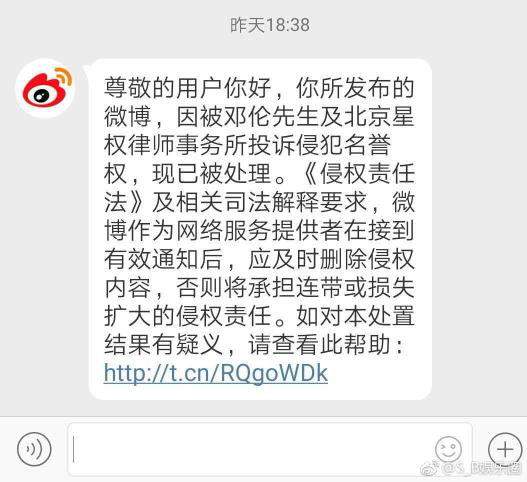 昨天18:38
尊敬的用户你好，你所发布的
微博，因被邓伦先生及北京星
权律师事务所投诉侵犯名誉
权，现已被处理。《侵权责任
法》及相关司法解释要求，微
博作为网络服务提供者在接到
有效通知后，应及时删除侵权
内容，否则将承担连带或损失
扩大的侵权责任。如对本处置
结果有疑义，请查看此帮助：
http://t.cn/RQgoWDk
@S_B娱乐圈